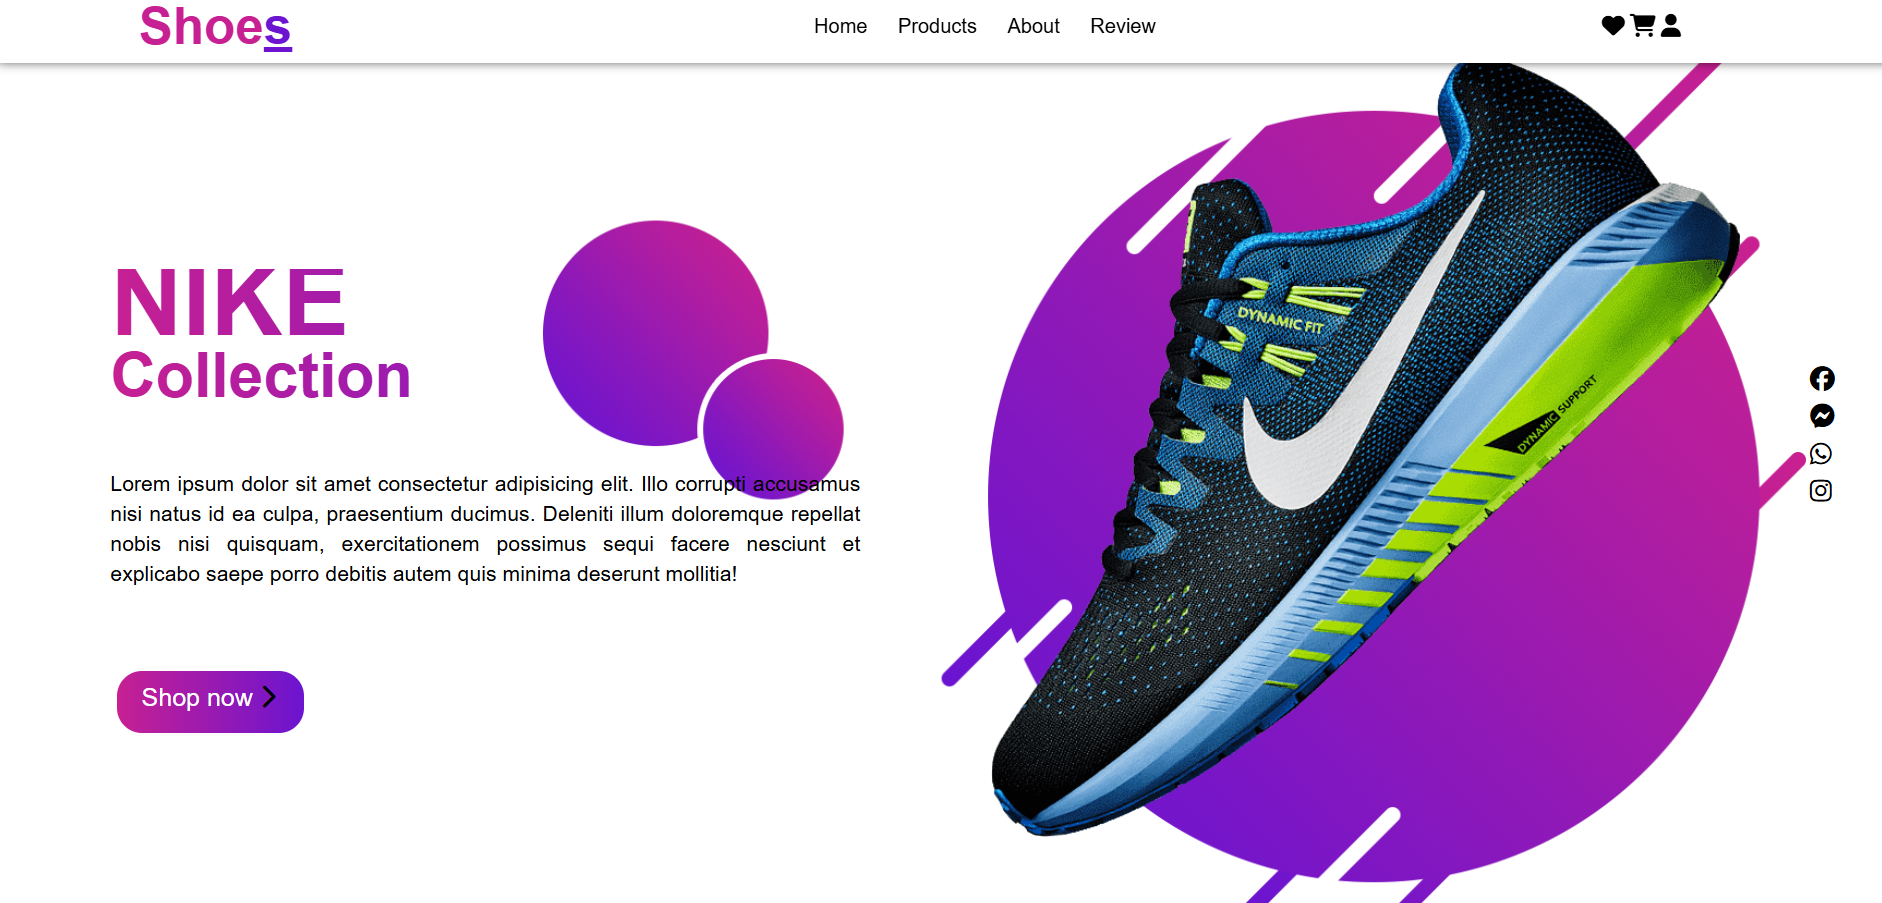 Shoes
Home Products About Review
NIKE
Collection
Lorem ipsum dolor sit amet consectetur adipisicing elit. Illo corrupti accusamus
nisi natus id ea culpa, praesentium ducimus. Deleniti illum doloremque repellat
nobis nisi quisquam, exercitationem possimus sequi facere nesciunt et
explicabo saepe porro debitis autem quis minima deserunt mollitia!
Shop now
DYNAMIC FIT
DYNAMIC SUPPORT